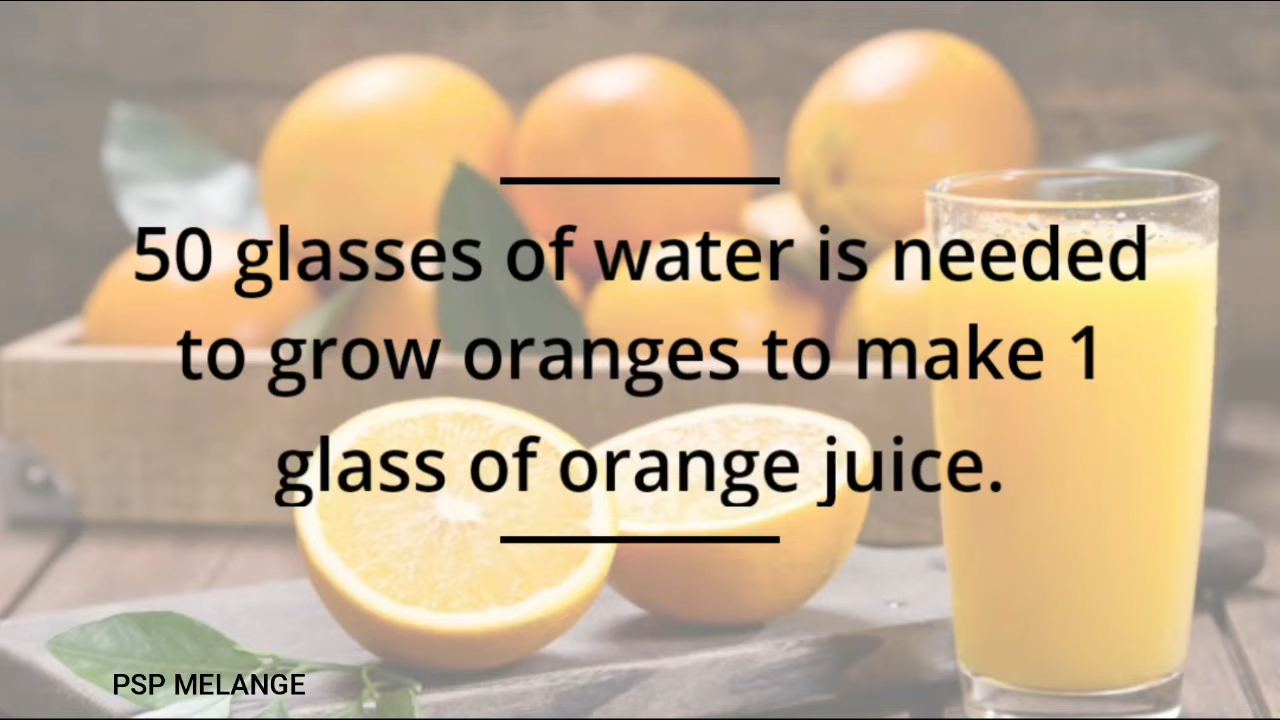 50 glasses of water is needed
to grow oranges to make 1
glass of orange juice.
PSP MELANGE